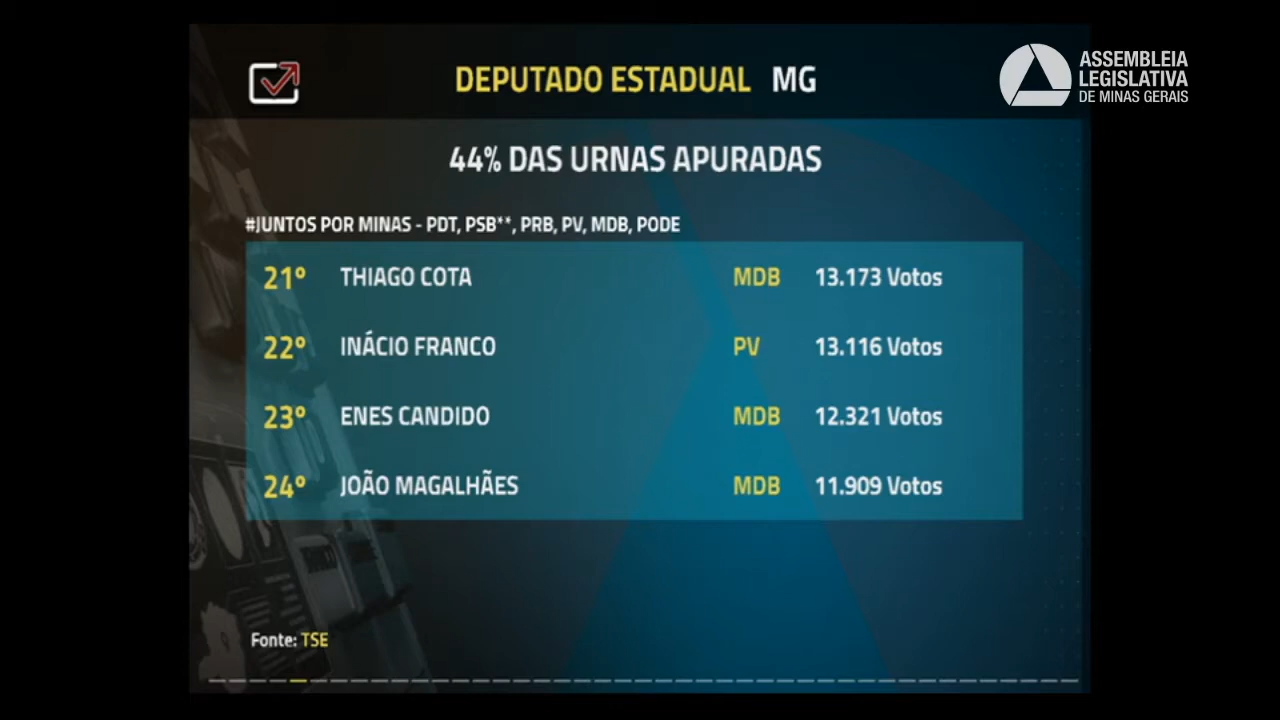 DEPUTADO ESTADUAL MG
ASSEMBLEIA
LEGISLATIVA
DE MINAS GERAIS
44% DAS URNAS APURADAS
#JUNTOS POR MINAS - PDT, PSB**, PRB, PV, MDB, PODE
21º THIAGO COTA MDB 13.173 Votos
22º INÁCIO FRANCO PV 13.116 Votos
23º ENES CANDIDO MDB 12.321 Votos
24º JOÃO MAGALHÃES MDB 11.909 Votos
Fonte: TSE